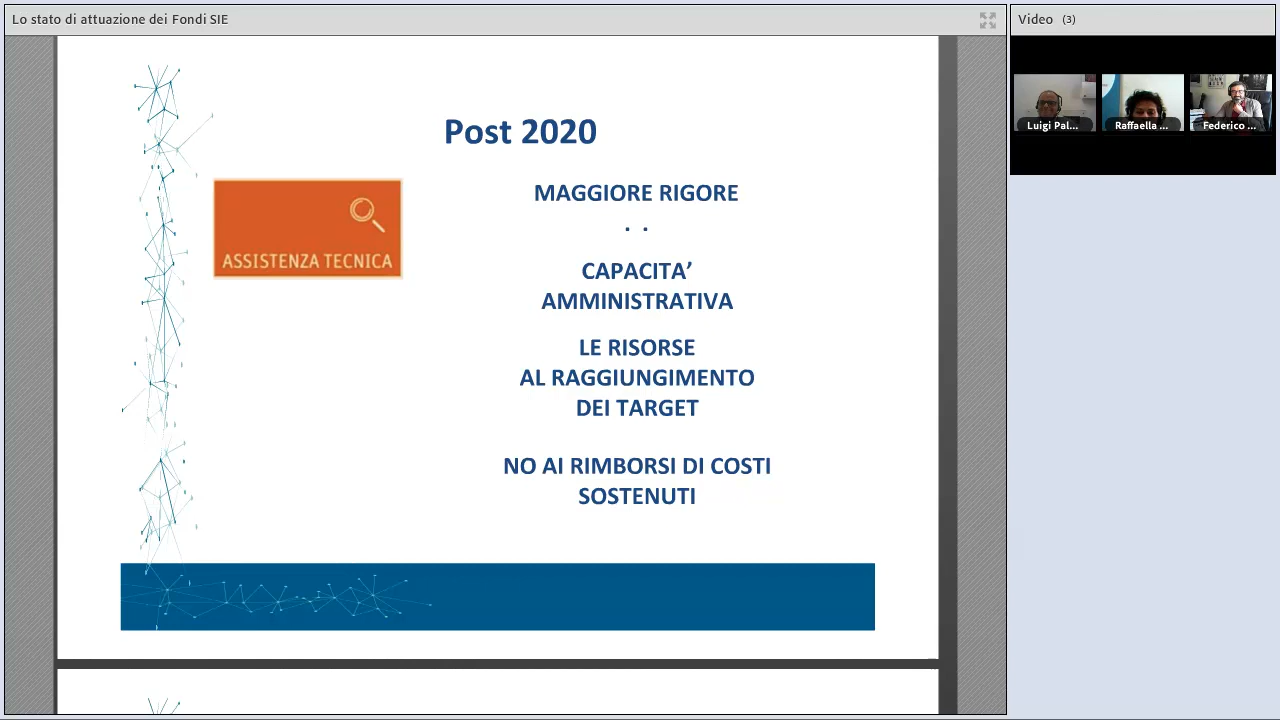 Lo stato di attuazione dei Fondi SIE
Video (3)
Luigi Pal...
Raffaella ...
Federico ...
Post 2020
ASSISTENZA TECNICA
MAGGIORE RIGORE
. .
CAPACITA’
AMMINISTRATIVA
LE RISORSE
AL RAGGIUNGIMENTO
DEI TARGET
NO AI RIMBORSI DI COSTI
SOSTENUTI